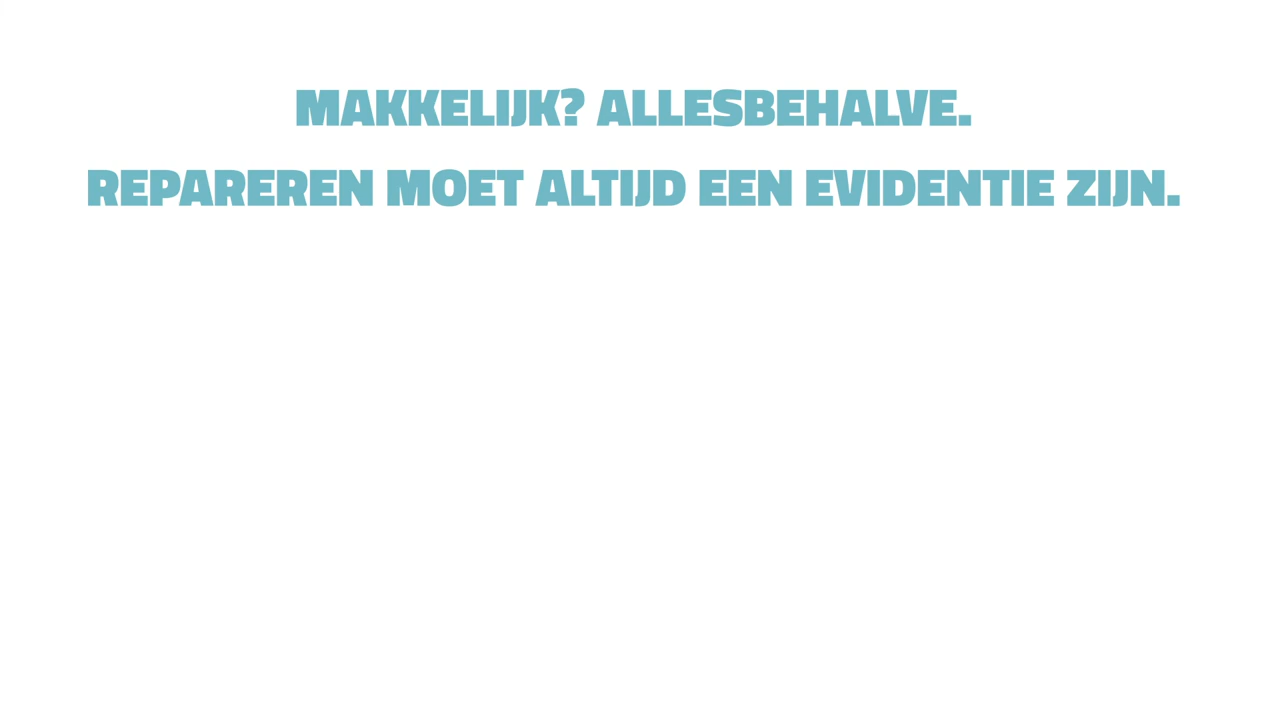 MAKKELIJK? ALLESBEHALVE.
REPAREREN MOET ALTIJD EEN EVIDENTIE ZIJN.